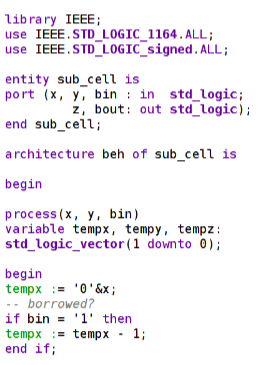 library IEEE;
use IEEE.STD_LOGIC_1164.ALL;
use IEEE.STD_LOGIC_signed.ALL;
entity sub_cell is
port (x, y, bin : in  std_logic;
         z, bout: out std_logic);
end sub_cell;
architecture beh of sub_cell is
begin
process(x, y, bin)
variable tempx, tempy, tempz:
std_logic_vector(1 downto 0);
begin
tempx := '0'&x;
-- borrowed?
if bin = '1' then
tempx := tempx - 1;
end if;